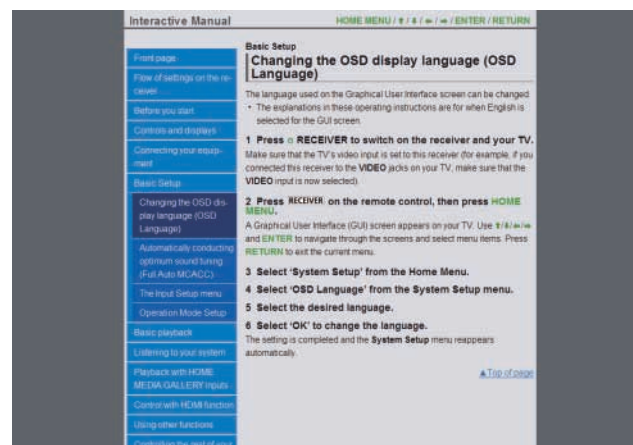 Interactive Manual
HOME MENU / ↑ / ↓ / ← / → / ENTER / RETURN
Front page
Flow of settings on the re-
ceiver
Before you start
Controls and displays
Connecting your equip-
ment
Basic Setup
Changing the OSD dis-
play language (OSD
Language)
Automatically conducting
optimum sound tuning
(Full Auto MCACC)
The Input Setup menu
Operation Mode Setup
Basic playback
Listening to your system
Playback with HOME
MEDIA GALLERY inputs
Control with HDMI function
Using other functions
Controlling the rest of your
Basic Setup
Changing the OSD display language (OSD
Language)
The language used on the Graphical User Interface screen can be changed
• The explanations in these operating instructions are for when English is
selected for the GUI screen.
1 Press RECEIVER to switch on the receiver and your TV.
Make sure that the TV's video input is set to this receiver (for example, if you
connected this receiver to the VIDEO jacks on your TV, make sure that the
VIDEO input is now selected).
2 Press RECEIVER on the remote control, then press HOME
MENU.
A Graphical User Interface (GUI) screen appears on your TV. Use ↑/↓/←/→
and ENTER to navigate through the screens and select menu items. Press
RETURN to exit the current menu.
3 Select 'System Setup' from the Home Menu.
4 Select 'OSD Language' from the System Setup menu.
5 Select the desired language.
6 Select 'OK' to change the language.
The setting is completed and the System Setup menu reappears
automatically.
▲Top of page